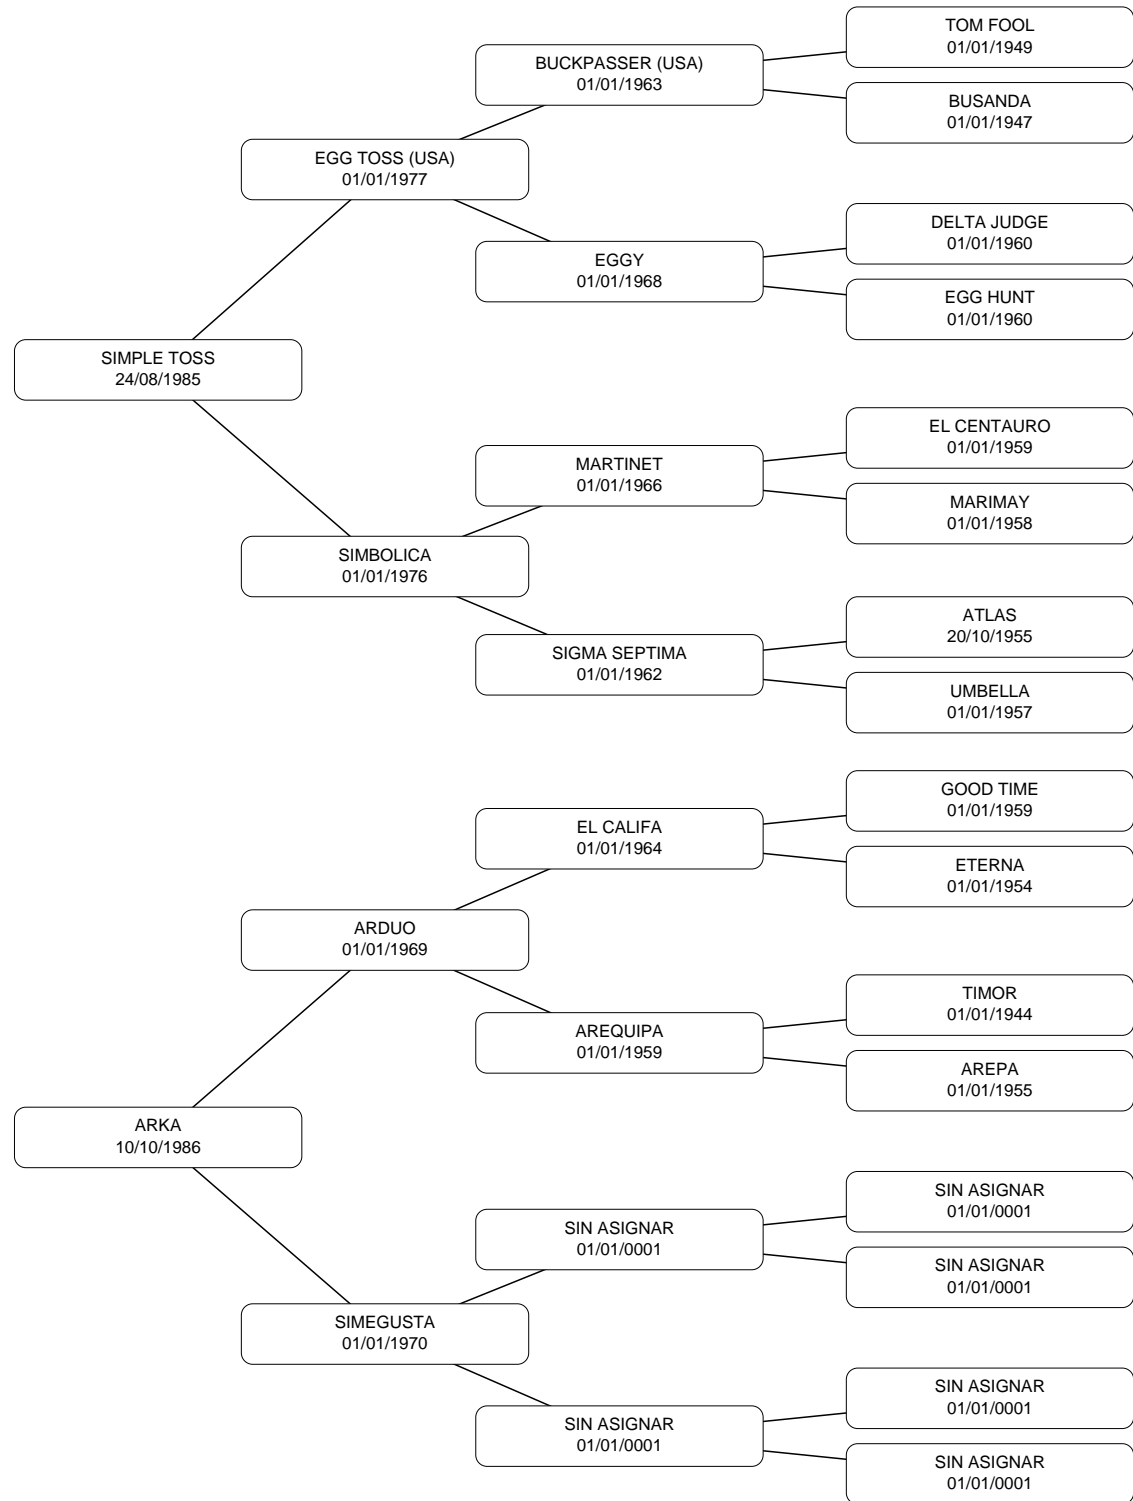 TOM FOOL
01/01/1949
BUCKPASSER (USA)
01/01/1963
BUSANDA
01/01/1947
EGG TOSS (USA)
01/01/1977
DELTA JUDGE
01/01/1960
EGGY
01/01/1968
EGG HUNT
01/01/1960
SIMPLE TOSS
24/08/1985
EL CENTAURO
01/01/1959
MARTINET
01/01/1966
MARIMAY
01/01/1958
SIMBOLICA
01/01/1976
ATLAS
20/10/1955
SIGMA SEPTIMA
01/01/1962
UMBELLA
01/01/1957
GOOD TIME
01/01/1959
EL CALIFA
01/01/1964
ETERNA
01/01/1954
ARDUO
01/01/1969
TIMOR
01/01/1944
AREQUIPA
01/01/1959
AREPA
01/01/1955
ARKA
10/10/1986
SIN ASIGNAR
01/01/0001
SIN ASIGNAR
01/01/0001
SIN ASIGNAR
01/01/0001
SIMEGUSTA
01/01/1970
SIN ASIGNAR
01/01/0001
SIN ASIGNAR
01/01/0001
SIN ASIGNAR
01/01/0001